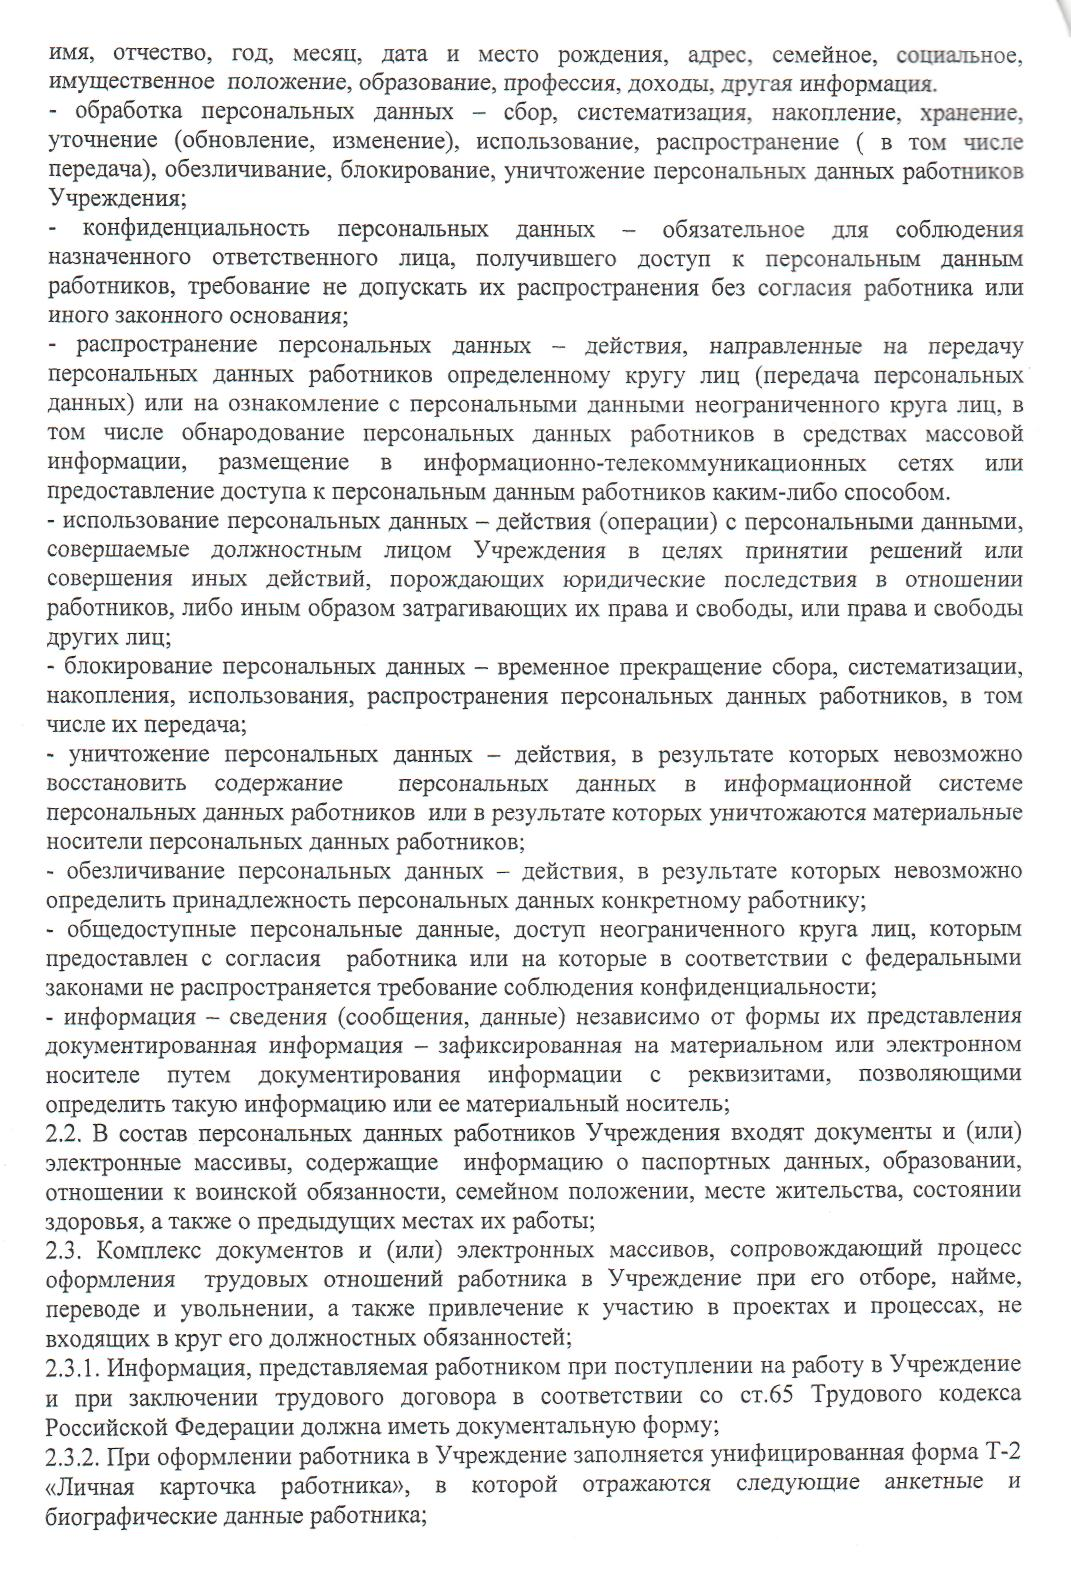 имя, отчество, год, месяц, дата и место рождения, адрес, семейное, социальное,
имущественное положение, образование, профессия, доходы, другая информация.
- обработка персональных данных – сбор, систематизация, накопление, хранение,
уточнение (обновление, изменение), использование, распространение ( в том числе
передача), обезличивание, блокирование, уничтожение персональных данных работников
Учреждения;
- конфиденциальность персональных данных – обязательное для соблюдения
назначенного ответственного лица, получившего доступ к персональным данным
работников, требование не допускать их распространения без согласия работника или
иного законного основания;
- распространение персональных данных – действия, направленные на передачу
персональных данных работников определенному кругу лиц (передача персональных
данных) или на ознакомление с персональными данными неограниченного круга лиц, в
том числе обнародование персональных данных работников в средствах массовой
информации, размещение в информационно-телекоммуникационных сетях или
предоставление доступа к персональным данным работников каким-либо способом.
- использование персональных данных – действия (операции) с персональными данными,
совершаемые должностным лицом Учреждения в целях принятии решений или
совершения иных действий, порождающих юридические последствия в отношении
работников, либо иным образом затрагивающих их права и свободы, или права и свободы
других лиц;
- блокирование персональных данных – временное прекращение сбора, систематизации,
накопления, использования, распространения персональных данных работников, в том
числе их передача;
- уничтожение персональных данных – действия, в результате которых невозможно
восстановить содержание персональных данных в информационной системе
персональных данных работников или в результате которых уничтожаются материальные
носители персональных данных работников;
- обезличивание персональных данных – действия, в результате которых невозможно
определить принадлежность персональных данных конкретному работнику;
- общедоступные персональные данные, доступ неограниченного круга лиц, которым
предоставлен с согласия работника или на которые в соответствии с федеральными
законами не распространяется требование соблюдения конфиденциальности;
- информация – сведения (сообщения, данные) независимо от формы их представления
документированная информация – зафиксированная на материальном или электронном
носителе путем документирования информации с реквизитами, позволяющими
определить такую информацию или ее материальный носитель;
2.2. В состав персональных данных работников Учреждения входят документы и (или)
электронные массивы, содержащие информацию о паспортных данных, образовании,
отношении к воинской обязанности, семейном положении, месте жительства, состоянии
здоровья, а также о предыдущих местах их работы;
2.3. Комплекс документов и (или) электронных массивов, сопровождающий процесс
оформления трудовых отношений работника в Учреждение при его отборе, найме,
переводе и увольнении, а также привлечение к участию в проектах и процессах, не
входящих в круг его должностных обязанностей;
2.3.1. Информация, представляемая работником при поступлении на работу в Учреждение
и при заключении трудового договора в соответствии со ст.65 Трудового кодекса
Российской Федерации должна иметь документальную форму;
2.3.2. При оформлении работника в Учреждение заполняется унифицированная форма Т-2
«Личная карточка работника», в которой отражаются следующие анкетные и
биографические данные работника;